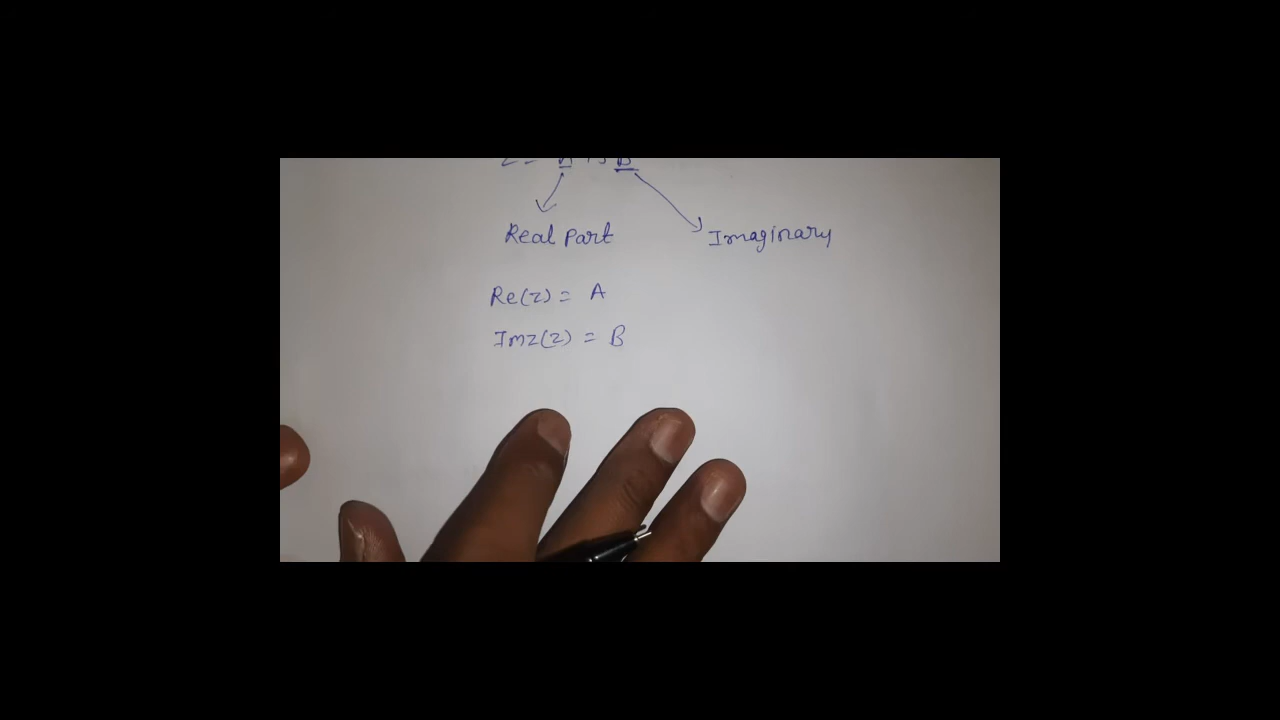 Real Part Imaginary
Re(z) = A
Imz(z) = B